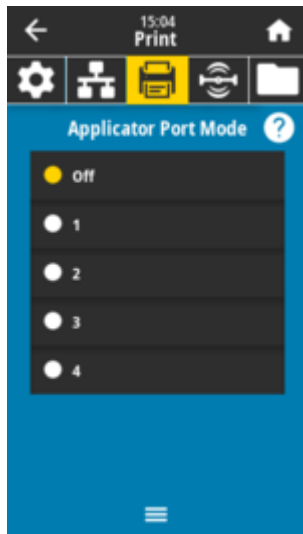 15:04
Print
Applicator Port Mode ?
Off
1
2
3
4